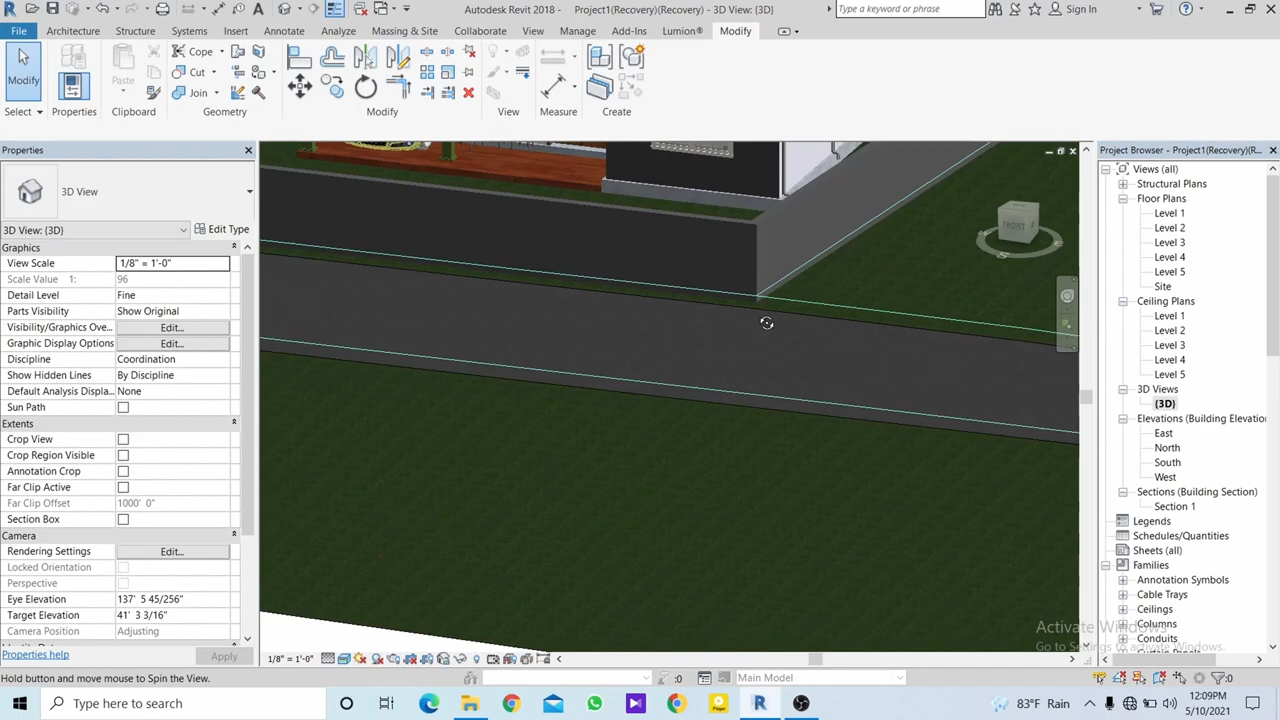 Autodesk Revit 2018 - Project1(Recovery)(Recovery) - 3D View: {3D}
Type a keyword or phrase
Sign In
File Architecture Structure Systems Insert Annotate Analyze Massing & Site Collaborate View Manage Add-Ins Lumion® Modify
Modify
Properties
Paste
Cope
Cut
Join
Select Properties Clipboard Geometry Modify View Measure Create
Properties
3D View
3D View: {3D} Edit Type
Graphics
View Scale 1/8" = 1'-0"
Scale Value 1: 96
Detail Level Fine
Parts Visibility Show Original
Visibility/Graphics Ove... Edit...
Graphic Display Options Edit...
Discipline Coordination
Show Hidden Lines By Discipline
Default Analysis Displa... None
Sun Path
Extents
Crop View
Crop Region Visible
Annotation Crop
Far Clip Active
Far Clip Offset 1000' 0"
Section Box
Camera
Rendering Settings Edit...
Locked Orientation
Perspective
Eye Elevation 137' 5 45/256"
Target Elevation 41' 3 3/16"
Camera Position Adjusting
Properties help Apply
FRONT
Project Browser - Project1(Recovery)(R...
Views (all)
Structural Plans
Floor Plans
Level 1
Level 2
Level 3
Level 4
Level 5
Site
Ceiling Plans
Level 1
Level 2
Level 3
Level 4
Level 5
3D Views
{3D}
Elevations (Building Elevation
East
North
South
West
Sections (Building Section)
Section 1
Legends
Schedules/Quantities
Sheets (all)
Families
Annotation Symbols
Cable Trays
Ceilings
Columns
Conduits
Activate Windows
Go to Settings to activate Windows.
1/8" = 1'-0"
Hold button and move mouse to Spin the View.
:0
Main Model
:0
Type here to search
83°F Rain
12:09PM
5/10/2021